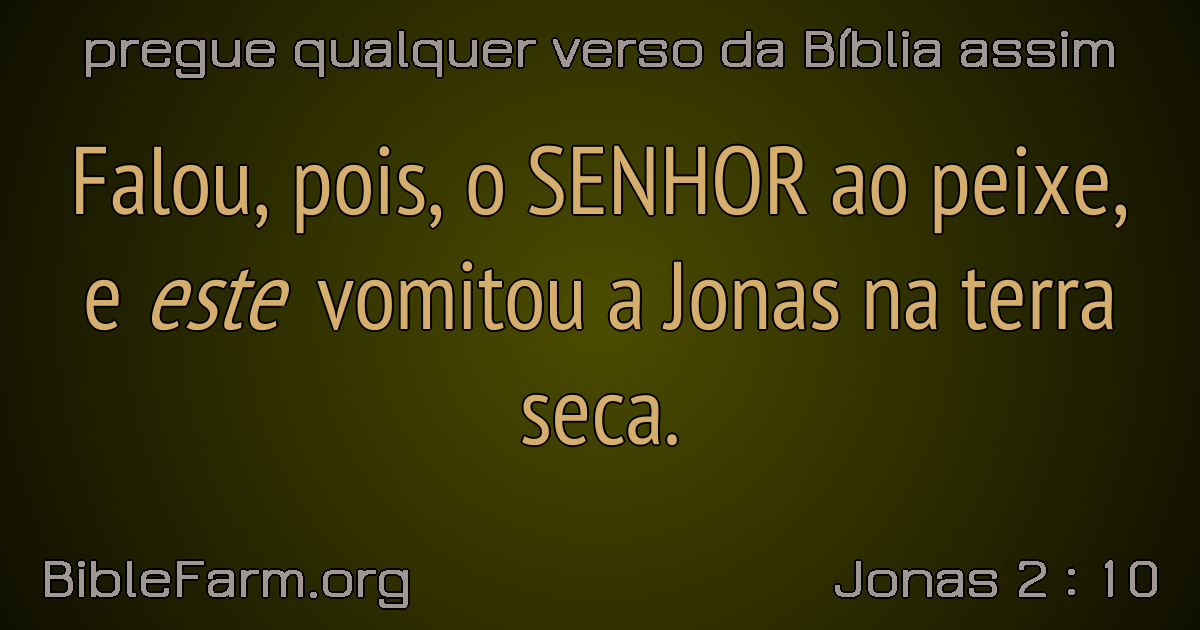 pregue qualquer verso da Bíblia assim
Falou, pois, o SENHOR ao peixe,
e este vomitou a Jonas na terra
seca.
BibleFarm.org
Jonas 2 : 10